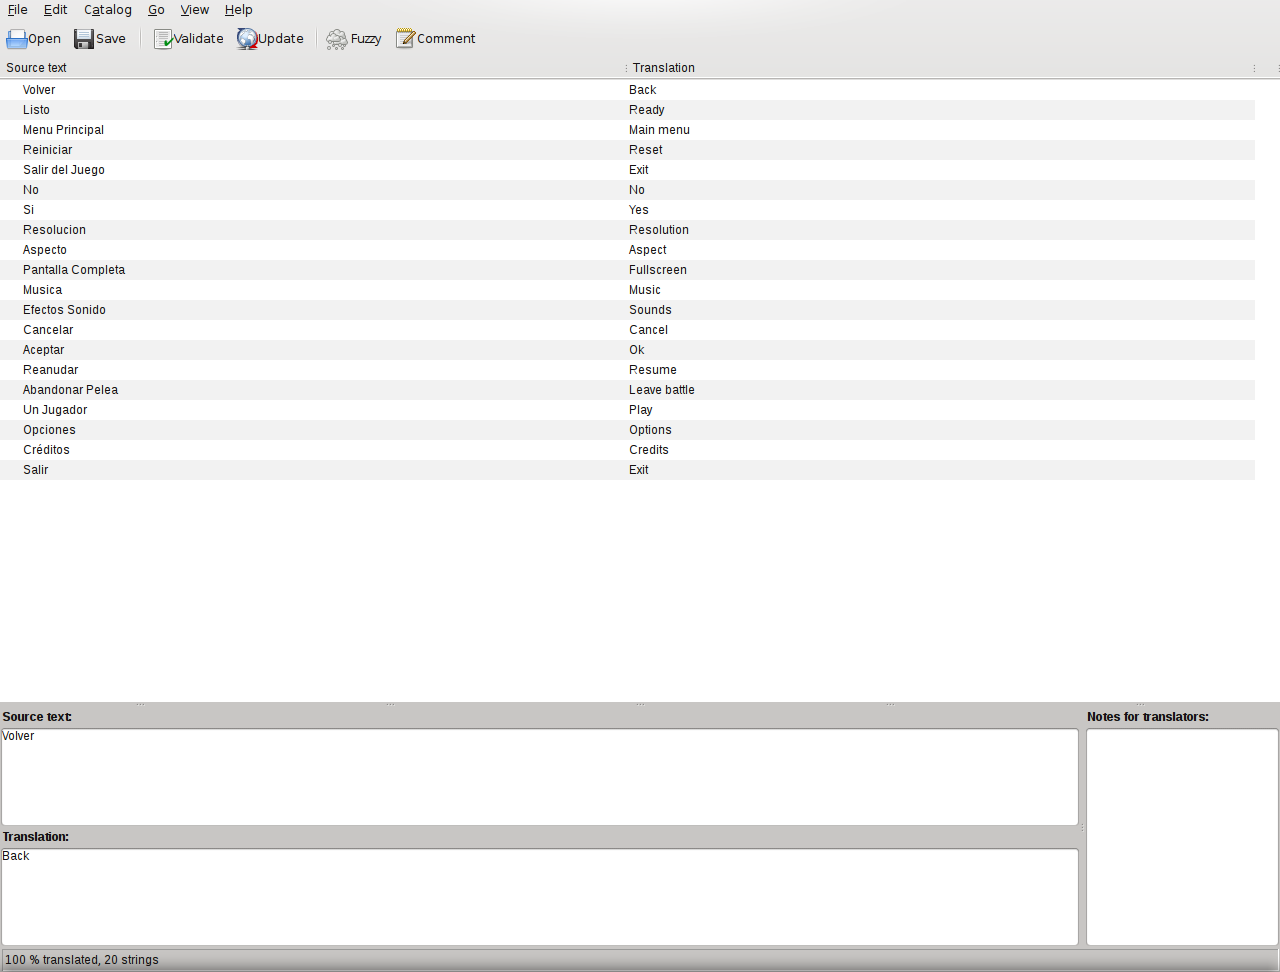 File Edit Catalog Go View Help
Open Save Validate Update Fuzzy Comment
Source text Translation
Volver Back
Listo Ready
Menu Principal Main menu
Reiniciar Reset
Salir del Juego Exit
No No
Si Yes
Resolucion Resolution
Aspecto Aspect
Pantalla Completa Fullscreen
Musica Music
Efectos Sonido Sounds
Cancelar Cancel
Aceptar Ok
Reanudar Resume
Abandonar Pelea Leave battle
Un Jugador Play
Opciones Options
Créditos Credits
Salir Exit
Source text: Notes for translators:
Volver
Translation:
Back
100 % translated, 20 strings